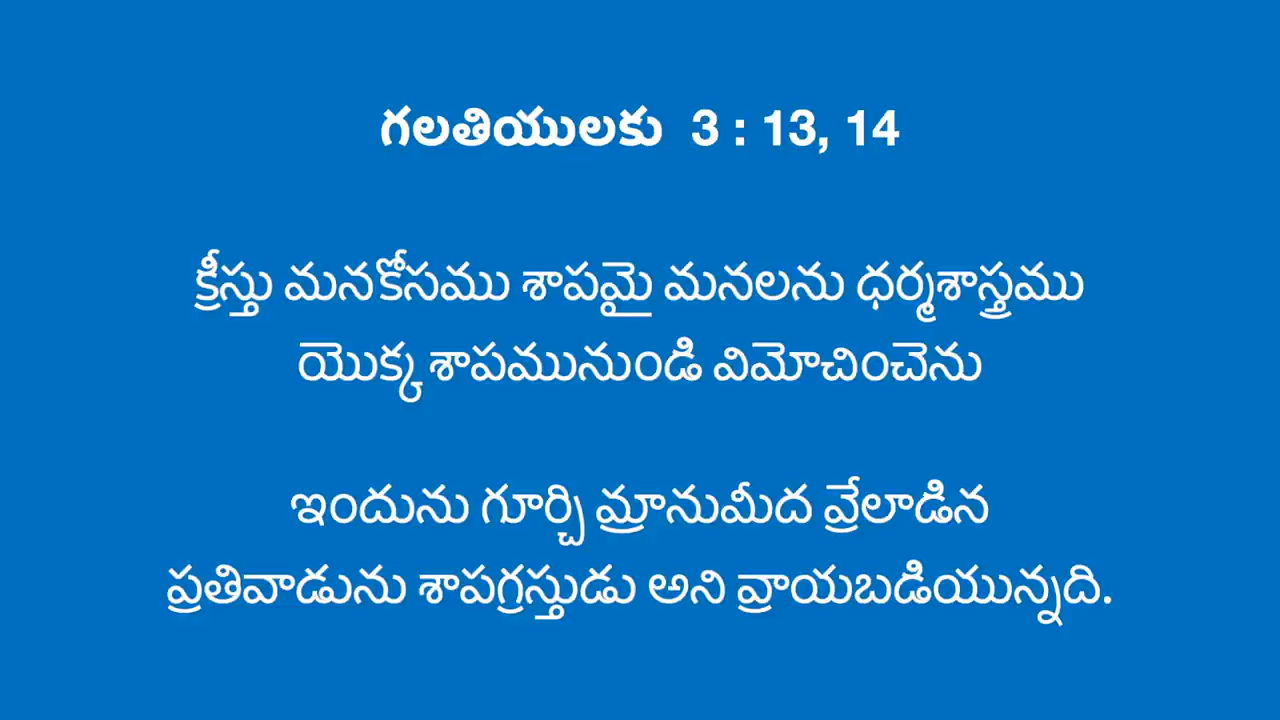 గలతియులకు 3 : 13, 14
క్రీస్తు మనకోసము శాపమై మనలను ధర్మశాస్త్రము
యొక్క శాపమునుండి విమోచించెను
ఇందును గూర్చి మ్రానుమీద వ్రేలాడిన
ప్రతివాడును శాపగ్రస్తుడు అని వ్రాయబడియున్నది.